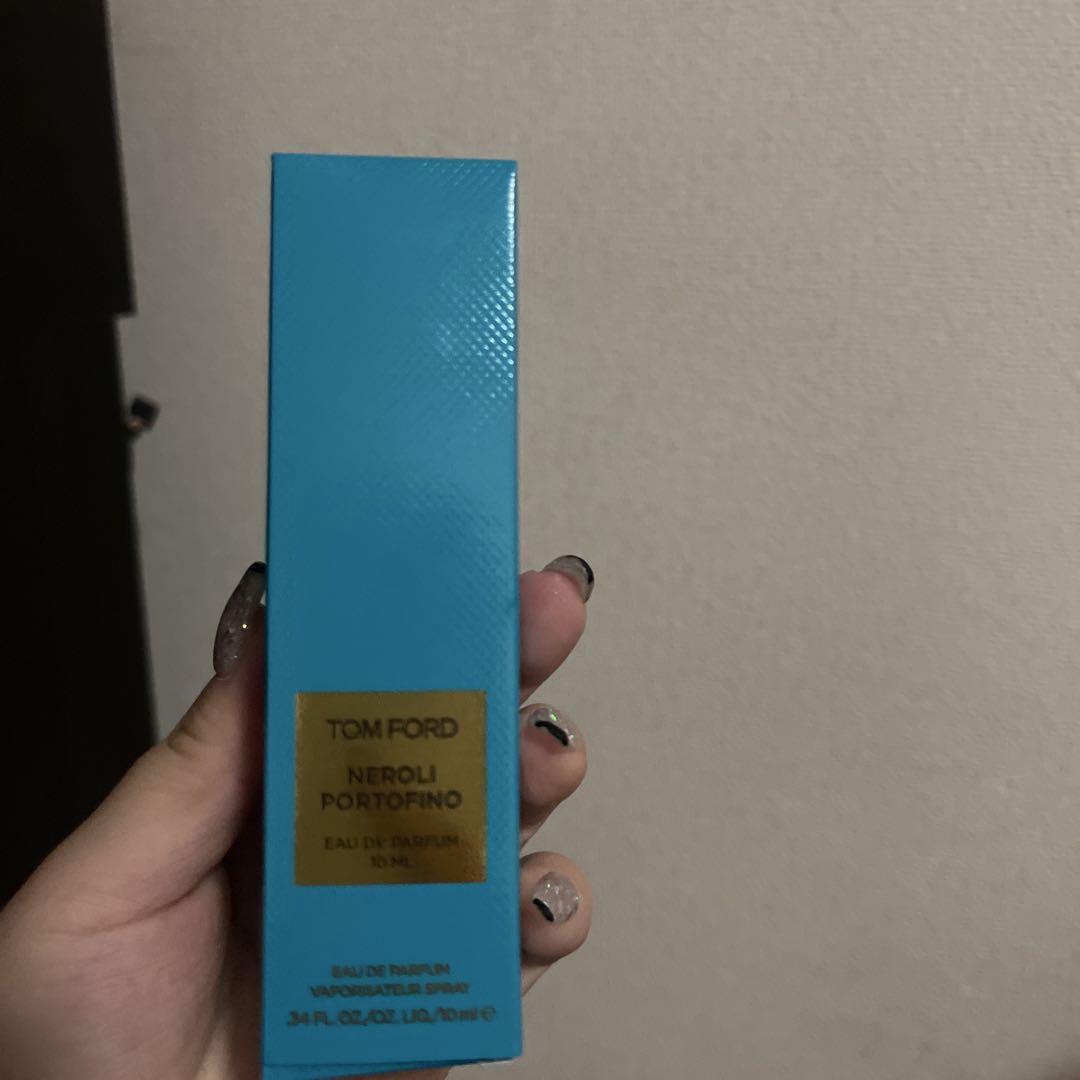 TOM FORD
NEROLI
PORTOFINO
EAU DE PARFUM
10 ML
EAU DE PARFUM
VAPORISATEUR SPRAY
.34 FL. OZ./OZ. LIQ./10 ml ℮